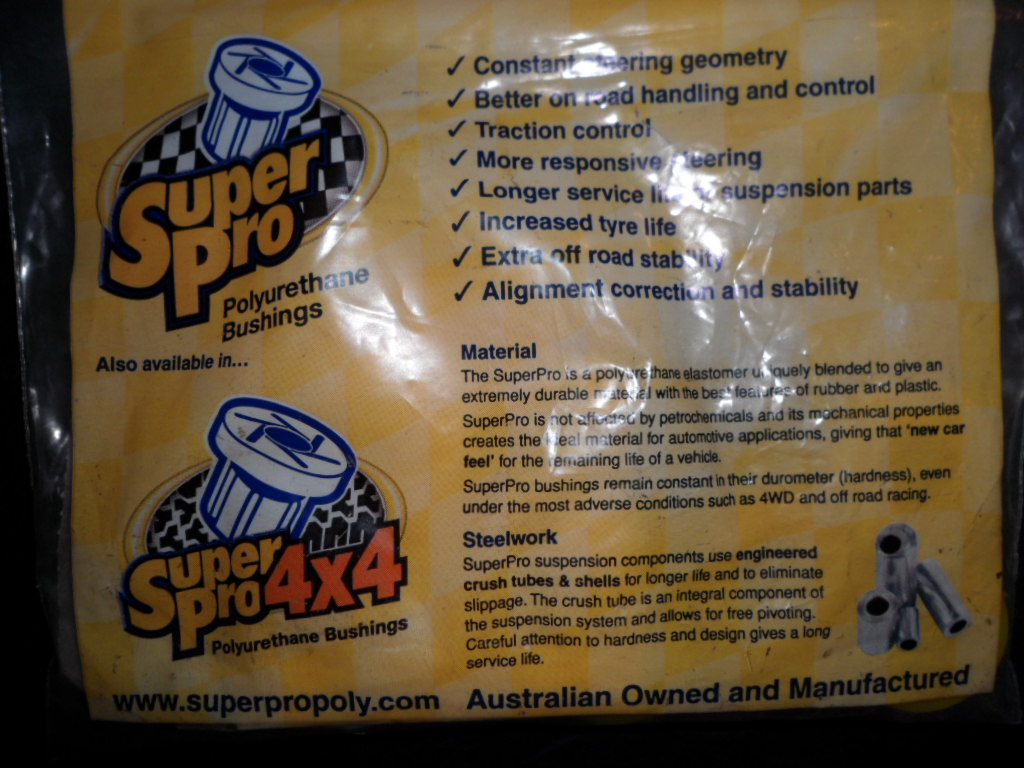 Super
Pro
Polyurethane
Bushings
Also available in...
Super
Pro 4x4
Polyurethane Bushings
www.superpropoly.com
✓ Constant steering geometry
✓ Better on road handling and control
✓ Traction control
✓ More responsive steering
✓ Longer service life of suspension parts
✓ Increased tyre life
✓ Extra off road stability
✓ Alignment correction and stability
Material
The SuperPro is a polyurethane elastomer uniquely blended to give an
extremely durable material with the best features of rubber and plastic.
SuperPro is not affected by petrochemicals and its mechanical properties
creates the ideal material for automotive applications, giving that 'new car
feel' for the remaining life of a vehicle.
SuperPro bushings remain constant in their durometer (hardness), even
under the most adverse conditions such as 4WD and off road racing.
Steelwork
SuperPro suspension components use engineered
crush tubes & shells for longer life and to eliminate
slippage. The crush tube is an integral component of
the suspension system and allows for free pivoting.
Careful attention to hardness and design gives a long
service life.
Australian Owned and Manufactured